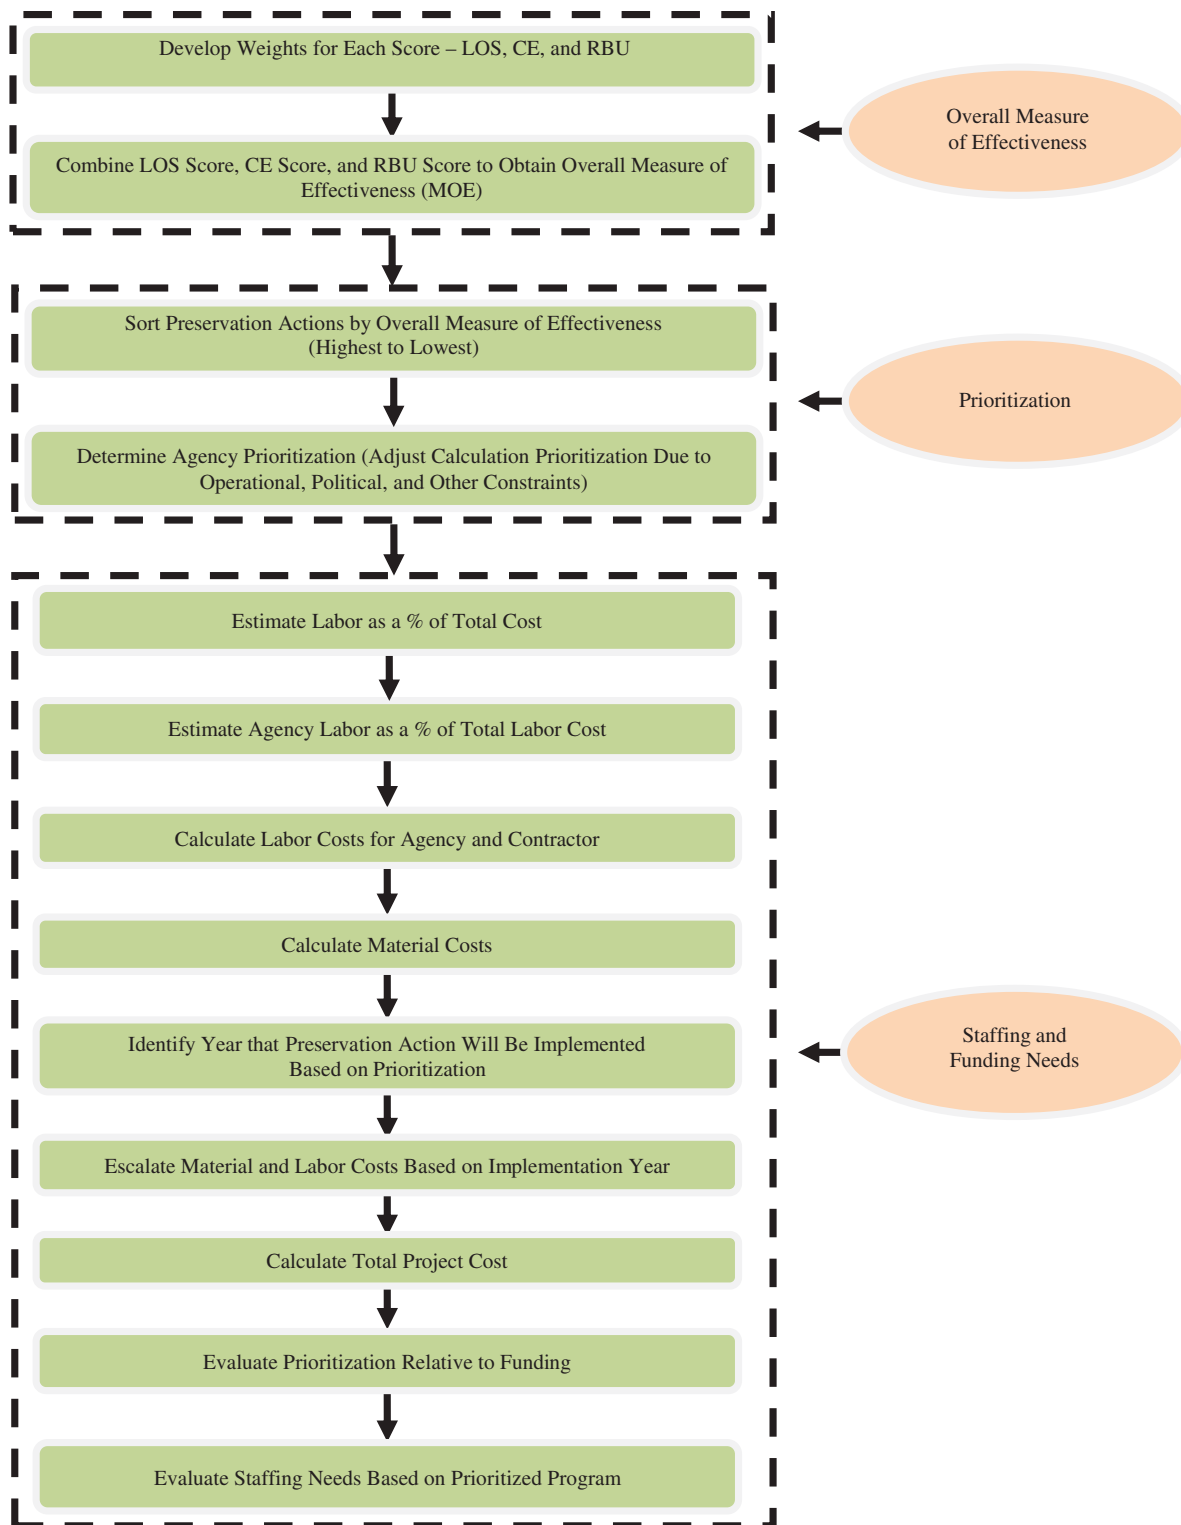 Develop Weights for Each Score – LOS, CE, and RBU
Combine LOS Score, CE Score, and RBU Score to Obtain Overall Measure of
Effectiveness (MOE)
Overall Measure
of Effectiveness
Sort Preservation Actions by Overall Measure of Effectiveness
(Highest to Lowest)
Determine Agency Prioritization (Adjust Calculation Prioritization Due to
Operational, Political, and Other Constraints)
Prioritization
Estimate Labor as a % of Total Cost
Estimate Agency Labor as a % of Total Labor Cost
Calculate Labor Costs for Agency and Contractor
Calculate Material Costs
Identify Year that Preservation Action Will Be Implemented
Based on Prioritization
Escalate Material and Labor Costs Based on Implementation Year
Calculate Total Project Cost
Evaluate Prioritization Relative to Funding
Evaluate Staffing Needs Based on Prioritized Program
Staffing and
Funding Needs